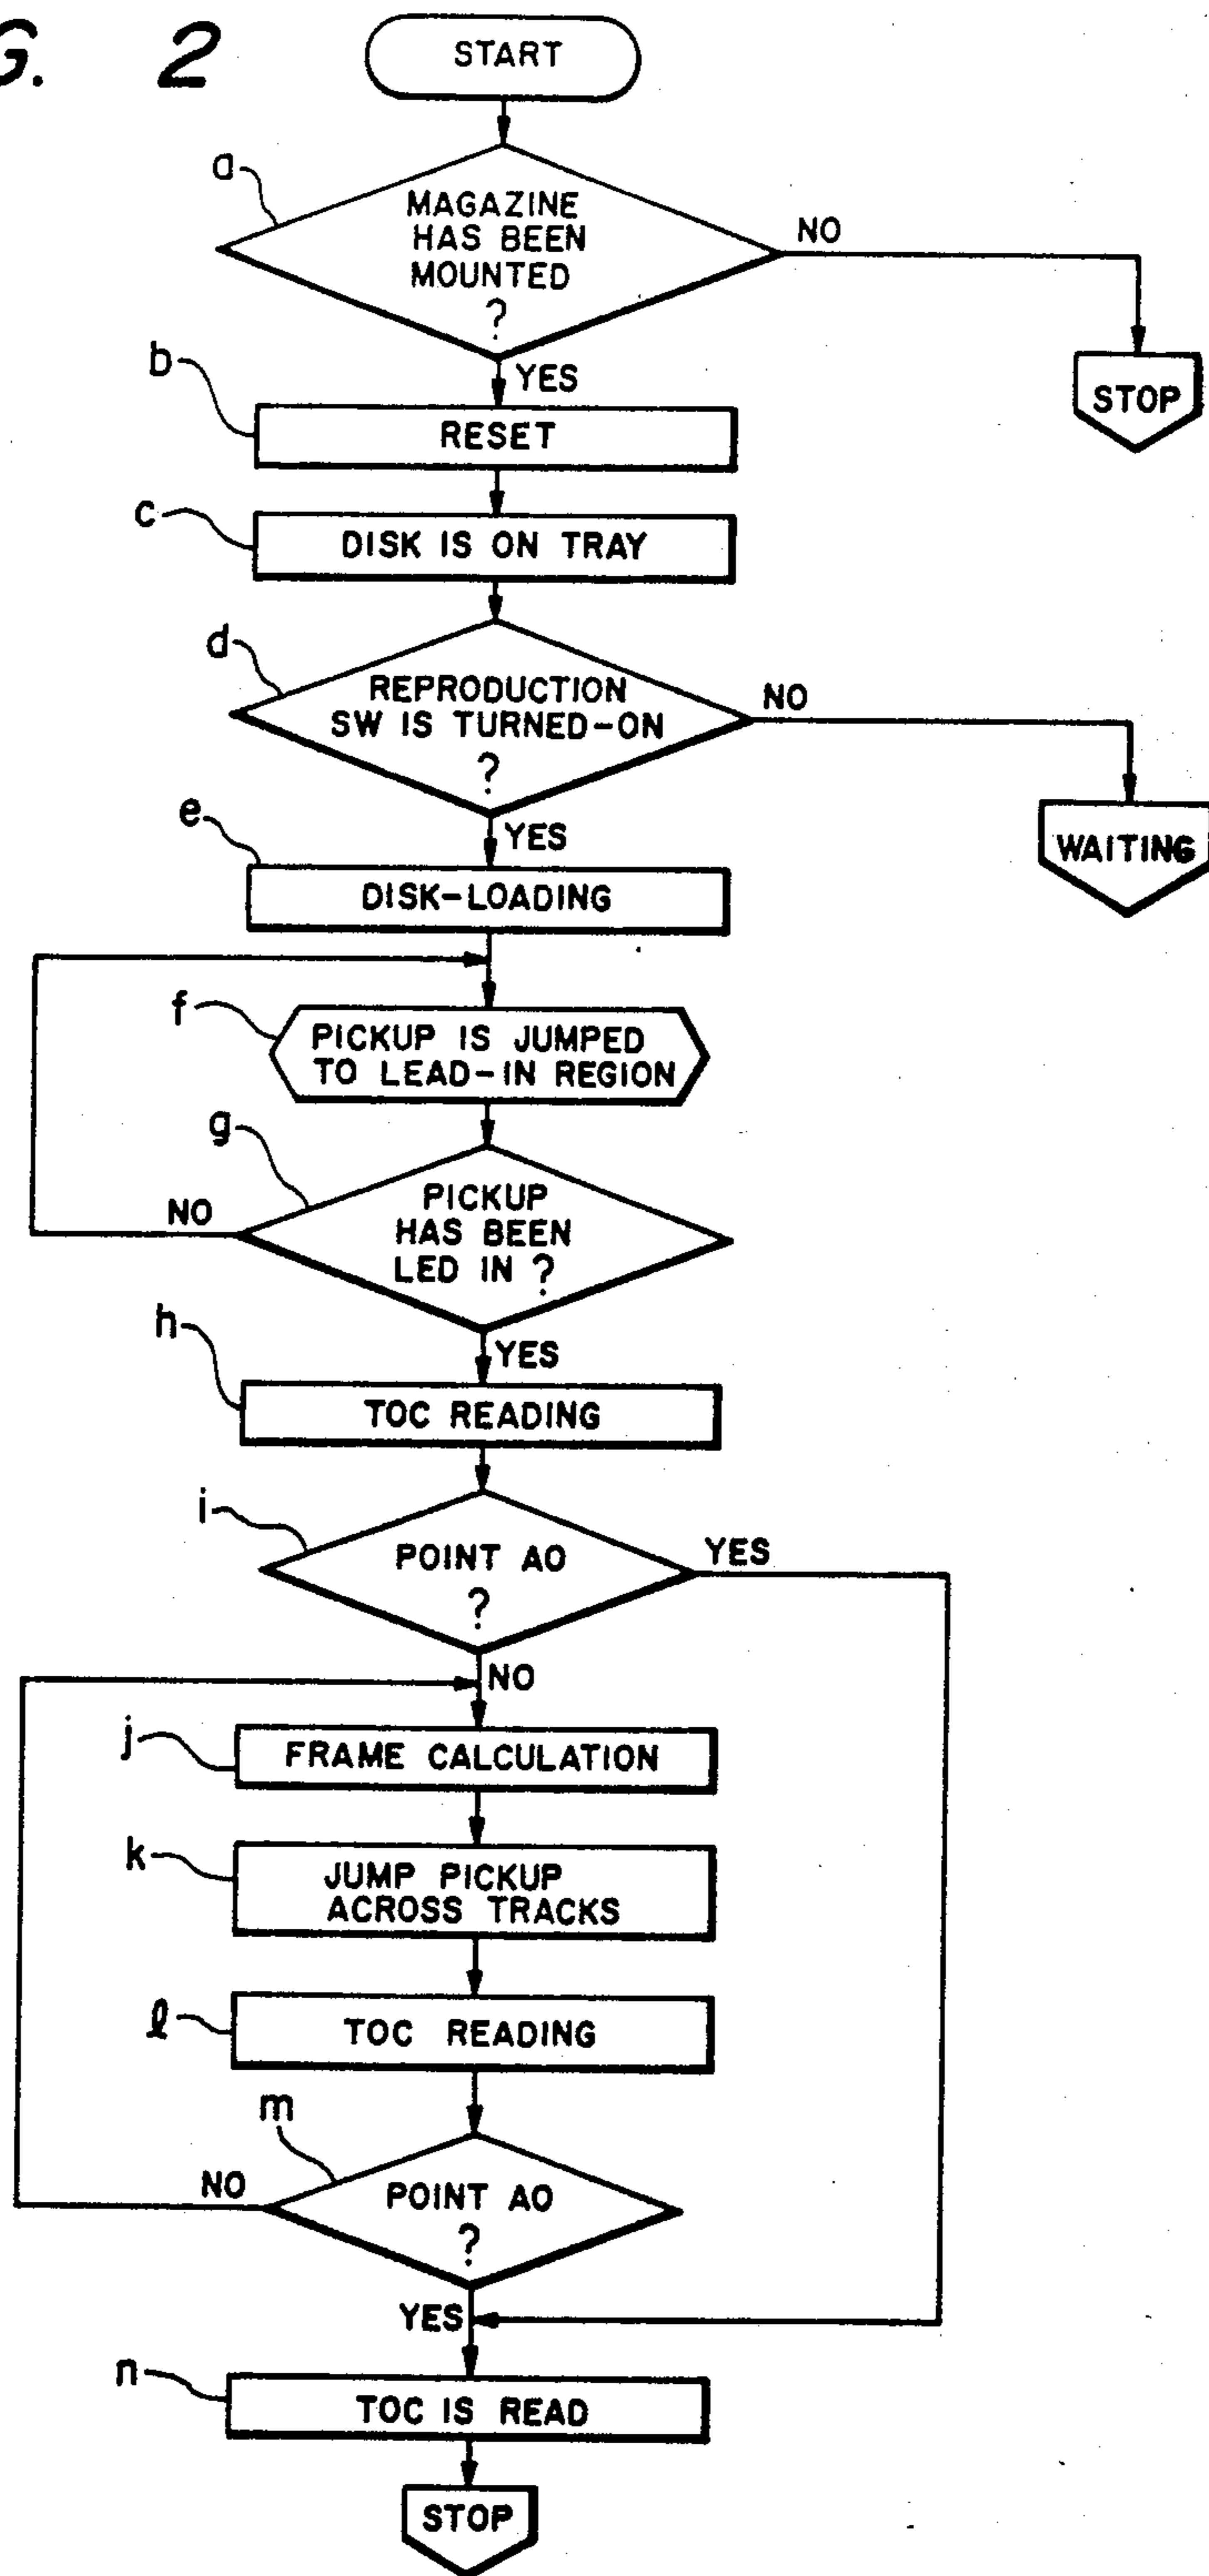 G. 2
START
a
MAGAZINE
HAS BEEN
MOUNTED
?
NO
STOP
YES
b
RESET
c
DISK IS ON TRAY
d
REPRODUCTION
SW IS TURNED-ON
?
NO
WAITING
YES
e
DISK-LOADING
f
PICKUP IS JUMPED
TO LEAD-IN REGION
g
PICKUP
HAS BEEN
LED IN ?
NO
YES
h
TOC READING
i
POINT AO
?
YES
NO
j
FRAME CALCULATION
k
JUMP PICKUP
ACROSS TRACKS
l
TOC READING
m
POINT AO
?
NO
YES
n
TOC IS READ
STOP